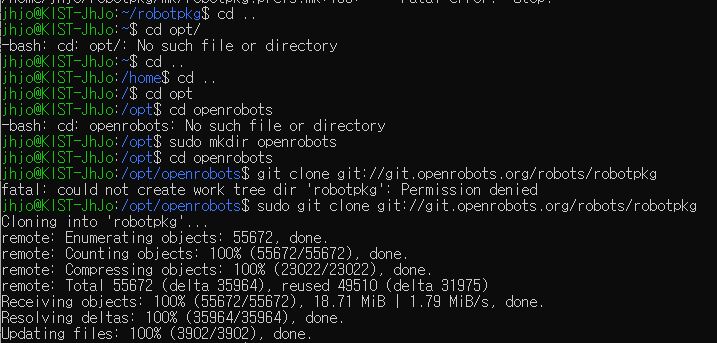 jhjo@KIST-JhJo:~/robotpkg$ cd ..
jhjo@KIST-JhJo:~$ cd opt/
-bash: cd: opt/: No such file or directory
jhjo@KIST-JhJo:~$ cd ..
jhjo@KIST-JhJo:/home$ cd ..
jhjo@KIST-JhJo:/$ cd opt
jhjo@KIST-JhJo:/opt$ cd openrobots
-bash: cd: openrobots: No such file or directory
jhjo@KIST-JhJo:/opt$ sudo mkdir openrobots
jhjo@KIST-JhJo:/opt$ cd openrobots
jhjo@KIST-JhJo:/opt/openrobots$ git clone git://git.openrobots.org/robots/robotpkg
fatal: could not create work tree dir 'robotpkg': Permission denied
jhjo@KIST-JhJo:/opt/openrobots$ sudo git clone git://git.openrobots.org/robots/robotpkg
Cloning into 'robotpkg'...
remote: Enumerating objects: 55672, done.
remote: Counting objects: 100% (55672/55672), done.
remote: Compressing objects: 100% (23022/23022), done.
remote: Total 55672 (delta 35964), reused 49510 (delta 31975)
Receiving objects: 100% (55672/55672), 18.71 MiB | 1.79 MiB/s, done.
Resolving deltas: 100% (35964/35964), done.
Updating files: 100% (3902/3902), done.